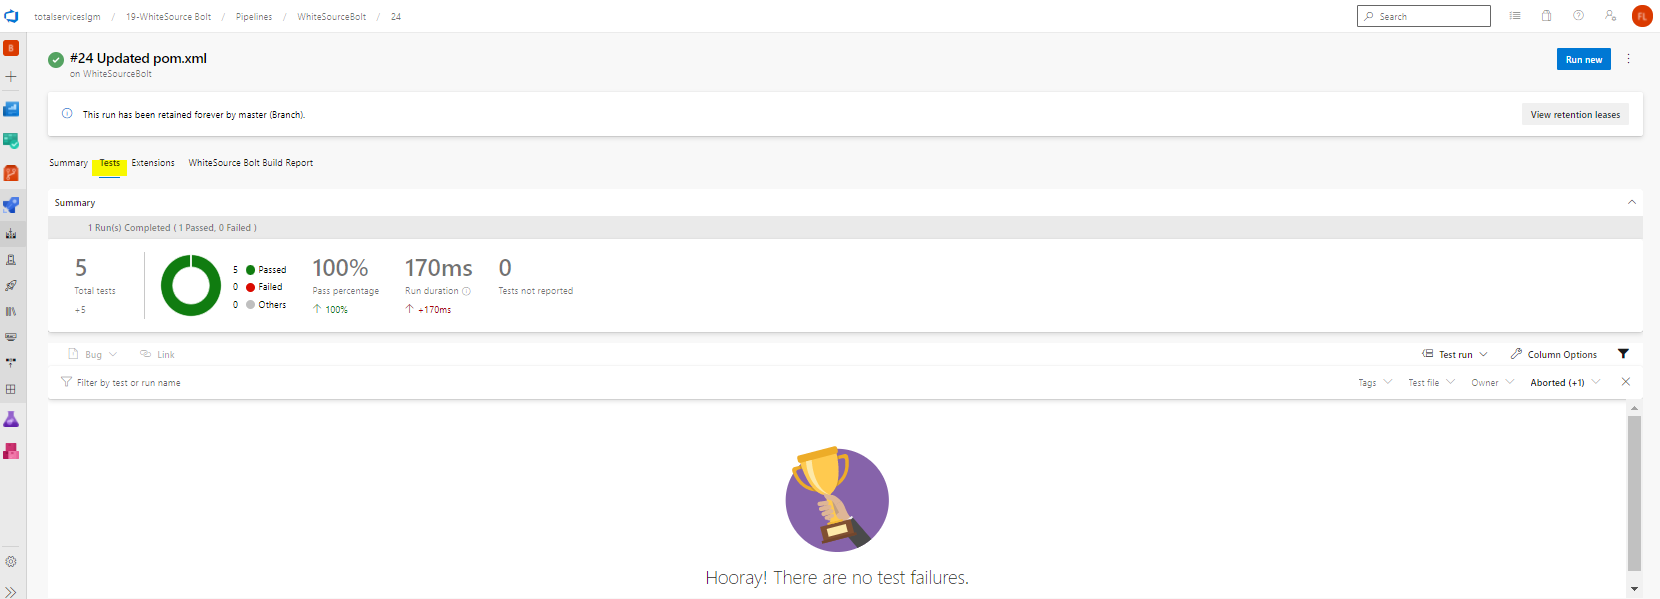 totalserviceslgm / 19-WhiteSource Bolt / Pipelines / WhiteSourceBolt / 24
Search
FL
B
#24 Updated pom.xml
on WhiteSourceBolt
Run new
This run has been retained forever by master (Branch).
View retention leases
Summary Tests Extensions WhiteSource Bolt Build Report
Summary
1 Run(s) Completed ( 1 Passed, 0 Failed )
5
Total tests
+5
5 Passed
0 Failed
0 Others
100%
Pass percentage
100%
170ms
Run duration
+170ms
0
Tests not reported
Bug Link
Test run Column Options
Filter by test or run name
Tags Test file Owner Aborted (+1)
Hooray! There are no test failures.